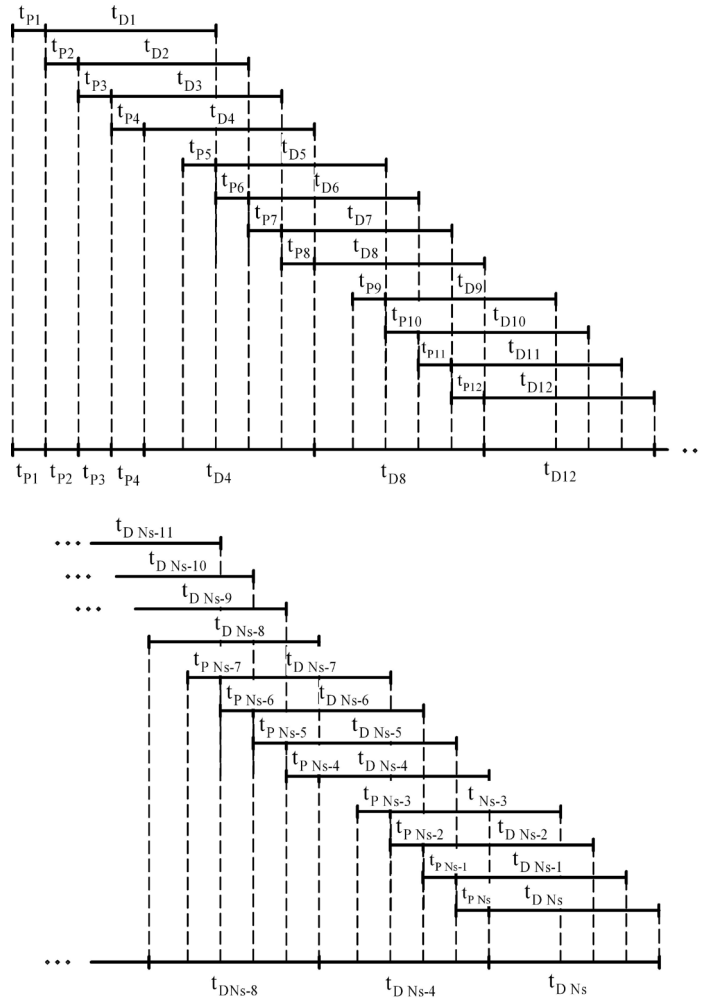 tP1 tD1
tP2 tD2
tP3 tD3
tP4 tD4
tP5 tD5
tP6 tD6
tP7 tD7
tP8 tD8
tP9 tD9
tP10 tD10
tP11 tD11
tP12 tD12
tP1 tP2 tP3 tP4 tD4 tD8 tD12
tD Ns-11
tD Ns-10
tD Ns-9
tD Ns-8
tP Ns-7 tD Ns-7
tP Ns-6 tD Ns-6
tP Ns-5 tD Ns-5
tP Ns-4 tD Ns-4
tP Ns-3 t Ns-3
tP Ns-2 tD Ns-2
tP Ns-1 tD Ns-1
tP Ns tD Ns
tDNs-8 tD Ns-4 tD Ns